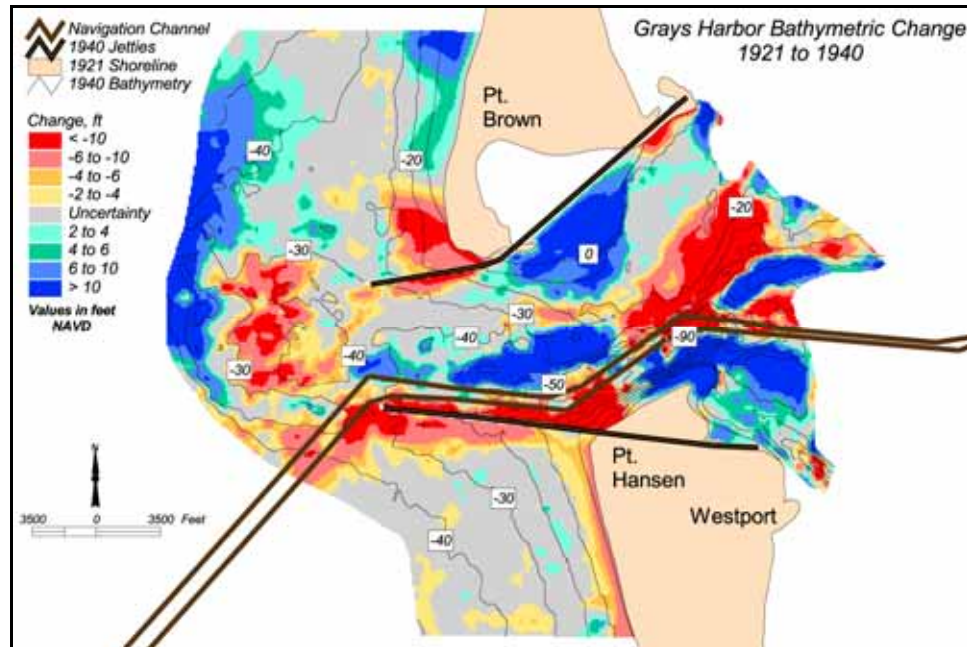 Grays Harbor Bathymetric Change
1921 to 1940
Navigation Channel
1940 Jetties
1921 Shoreline
1940 Bathymetry
Change, ft
< -10
-6 to -10
-4 to -6
-2 to -4
Uncertainty
2 to 4
4 to 6
6 to 10
> 10
Values in feet
NAVD
Pt.
Brown
-40
-20
-20
0
-30
-30
-40
-30
-40
-90
-50
Pt.
Hansen
-30
Westport
-40
N
3500 0 3500 Feet